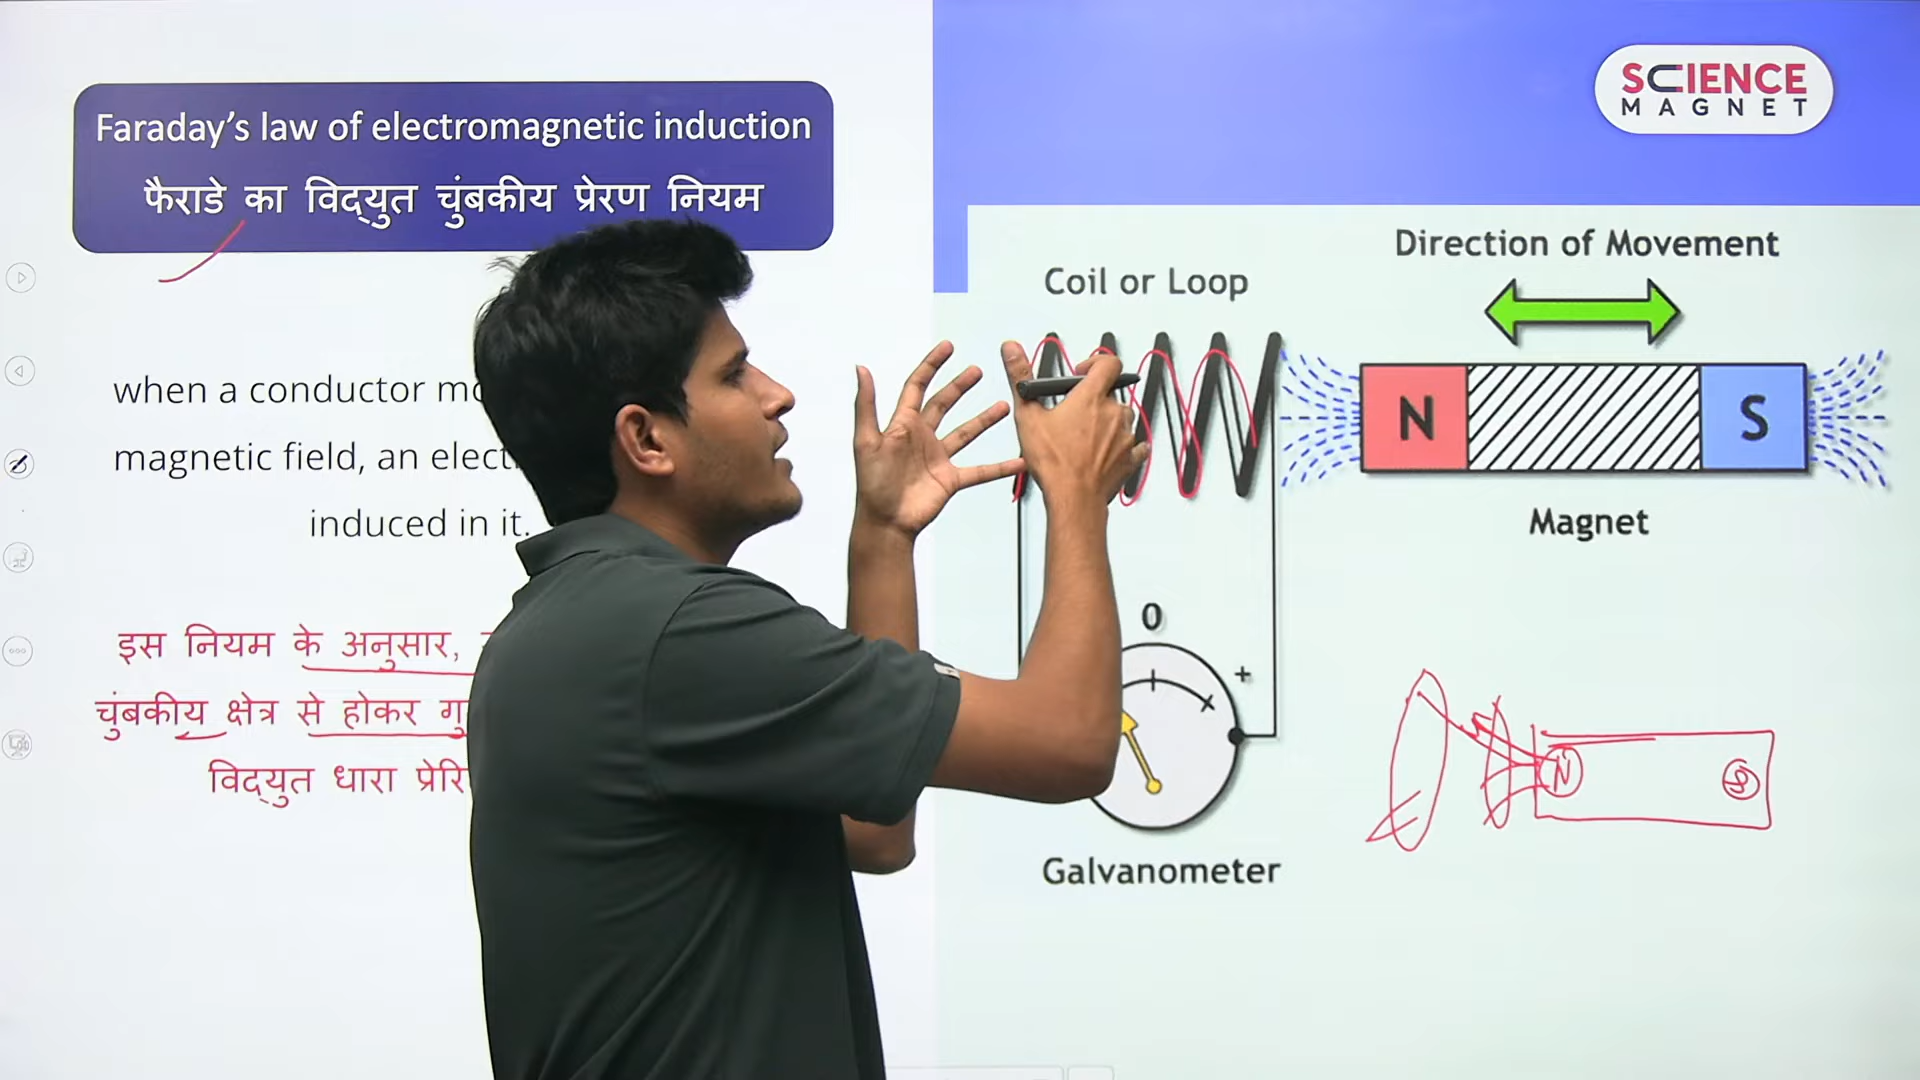 Faraday's law of electromagnetic induction
फैराडे का विद्युत चुंबकीय प्रेरण नियम
SCIENCE
MAGNET
Direction of Movement
Coil or Loop
when a conductor
magnetic field, an
induced in it.
N
S
Magnet
इस नियम के अनुसार,
चुंबकीय क्षेत्र से होकर
विद्युत धारा
0
+
N
S
Galvanometer